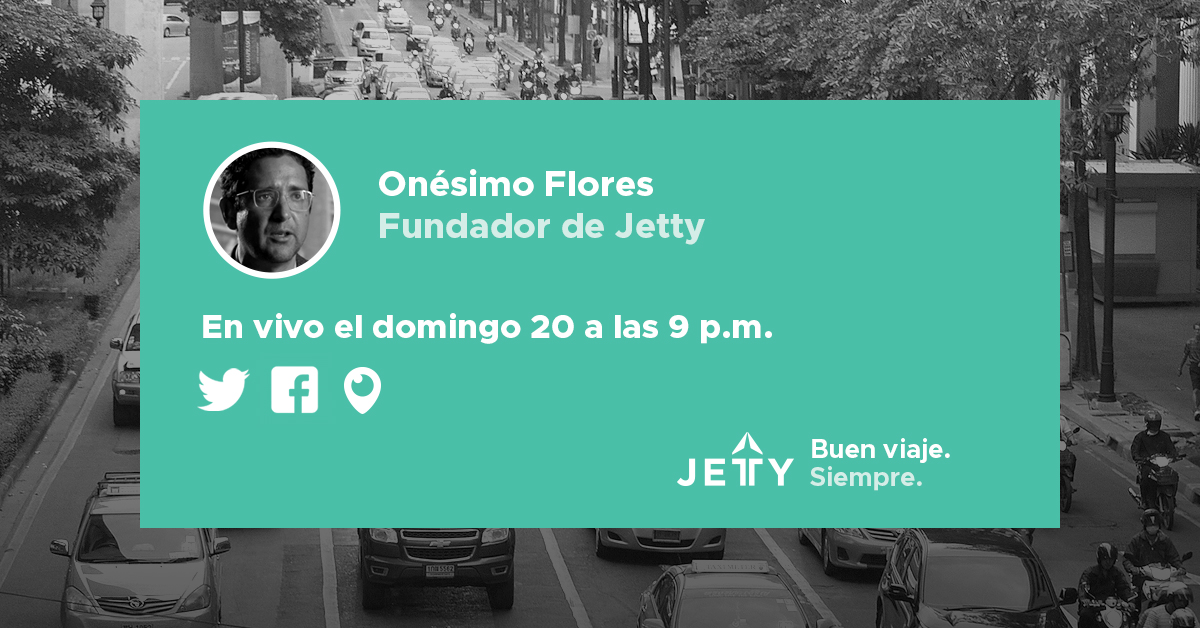 Onésimo Flores
Fundador de Jetty
En vivo el domingo 20 a las 9 p.m.
JETTY
Buen viaje.
Siempre.